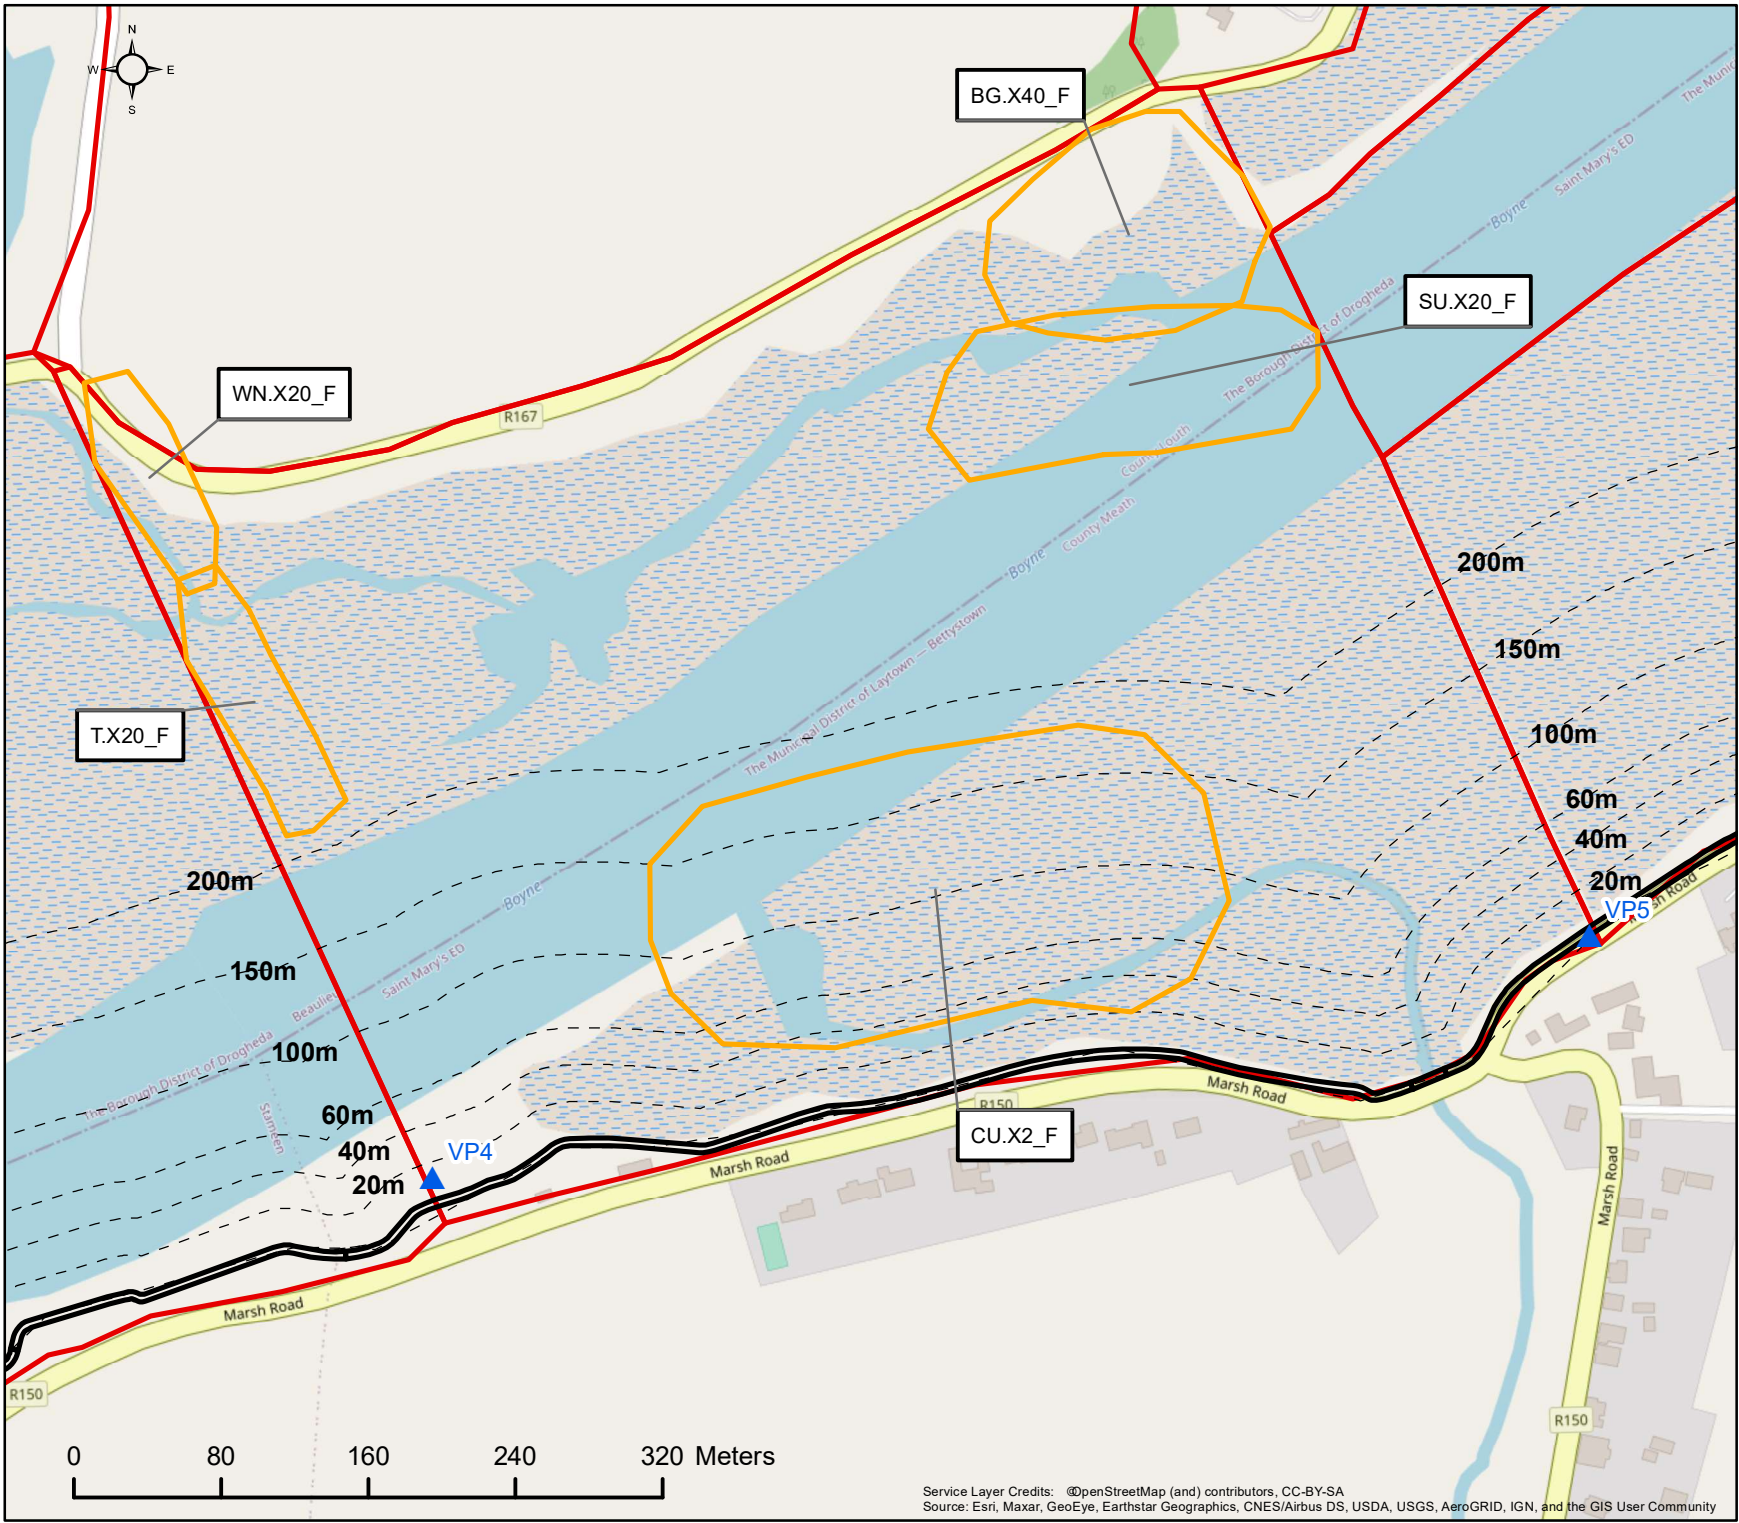 N
W E
S
BG.X40_F
The Munic
Saint Mary's ED
Boyne
SU.X20_F
The Borough District of Drogheda
WN.X20_F
R167
County Louth
County Meath
Boyne
200m
The Municipal District of Laytown — Bettystown
150m
T.X20_F
100m
60m
40m
200m
20m
Marsh Road
VP5
Boyne
150m
Saint Mary's ED
Beaulieu
100m
The Borough District of Drogheda
60m
Stameen
R150
Marsh Road
CU.X2_F
40m
VP4
20m
Marsh Road
Marsh Road
Marsh Road
R150
R150
0 80 160 240 320 Meters
Service Layer Credits: ©OpenStreetMap (and) contributors, CC-BY-SA
Source: Esri, Maxar, GeoEye, Earthstar Geographics, CNES/Airbus DS, USDA, USGS, AeroGRID, IGN, and the GIS User Community